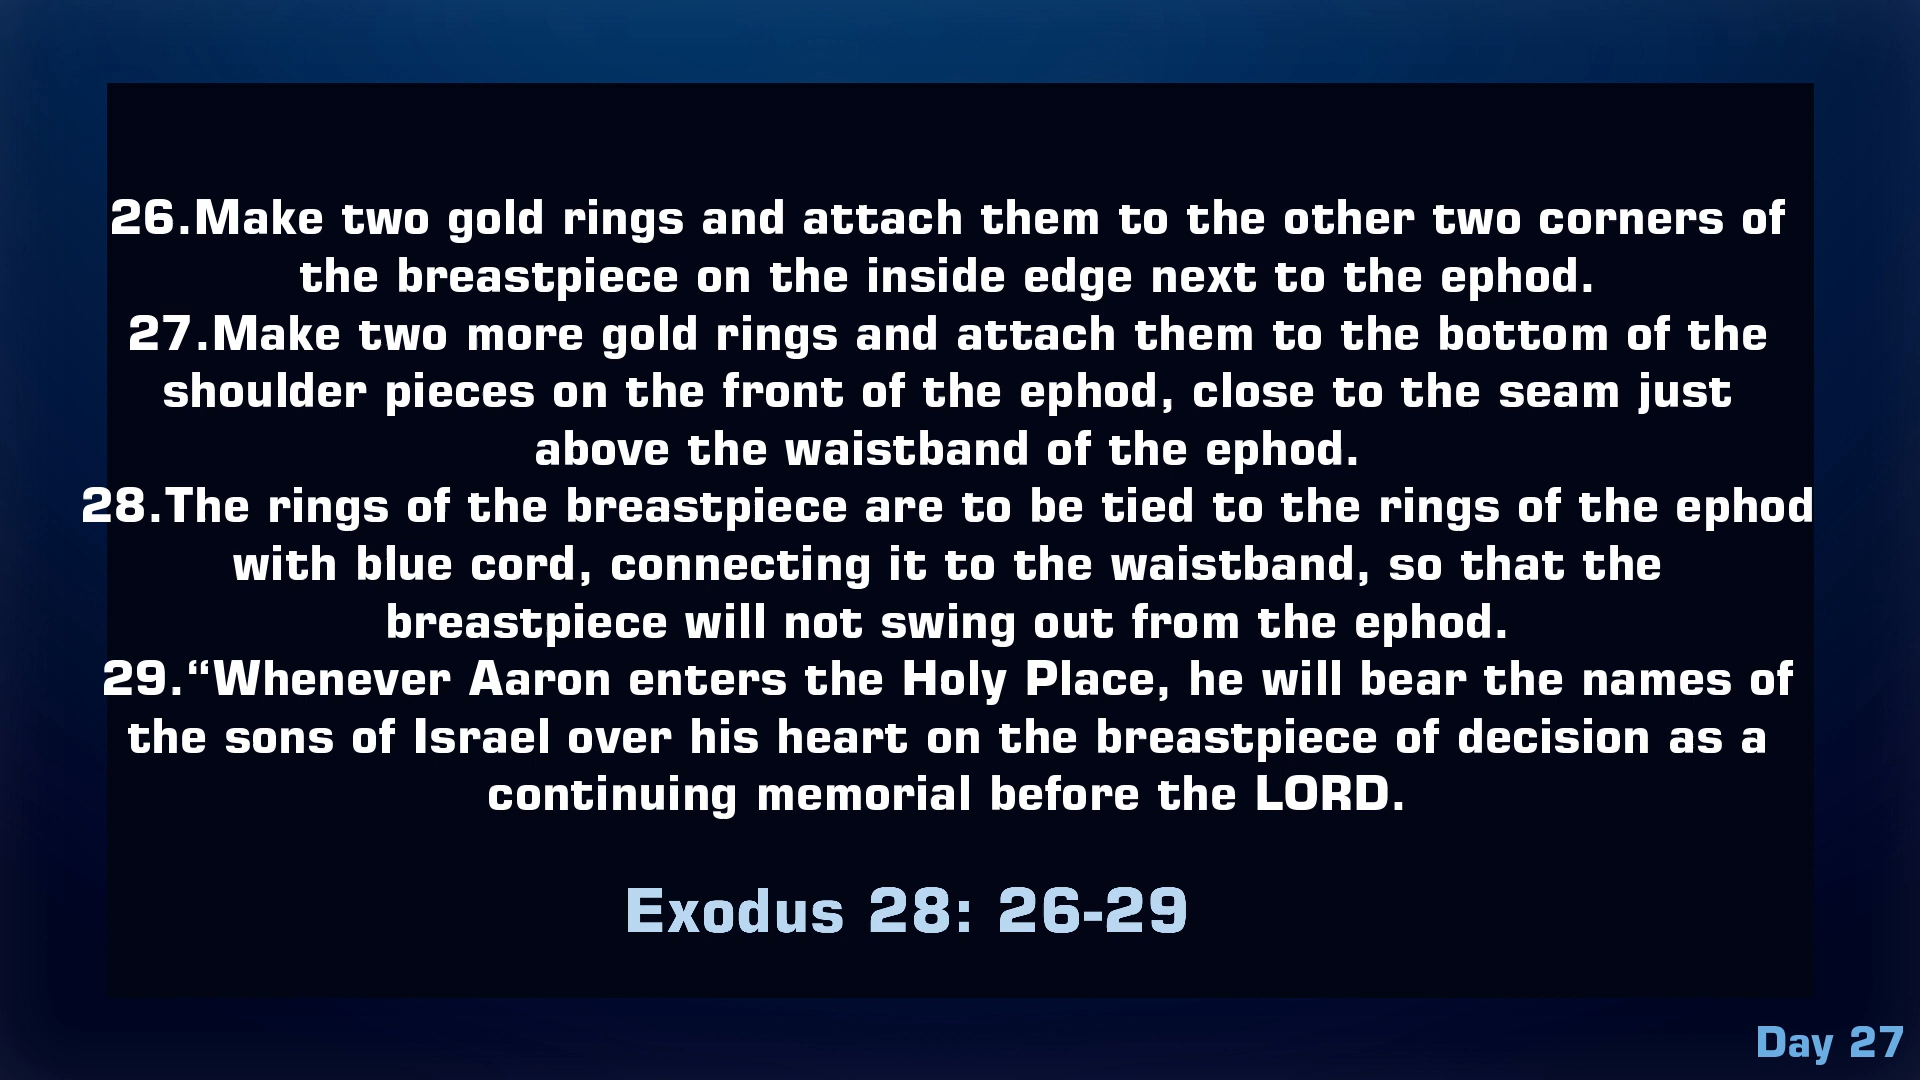 26.Make two gold rings and attach them to the other two corners of
the breastpiece on the inside edge next to the ephod.
27.Make two more gold rings and attach them to the bottom of the
shoulder pieces on the front of the ephod, close to the seam just
above the waistband of the ephod.
28.The rings of the breastpiece are to be tied to the rings of the ephod
with blue cord, connecting it to the waistband, so that the
breastpiece will not swing out from the ephod.
29.“Whenever Aaron enters the Holy Place, he will bear the names of
the sons of Israel over his heart on the breastpiece of decision as a
continuing memorial before the LORD.
Exodus 28: 26-29
Day 27